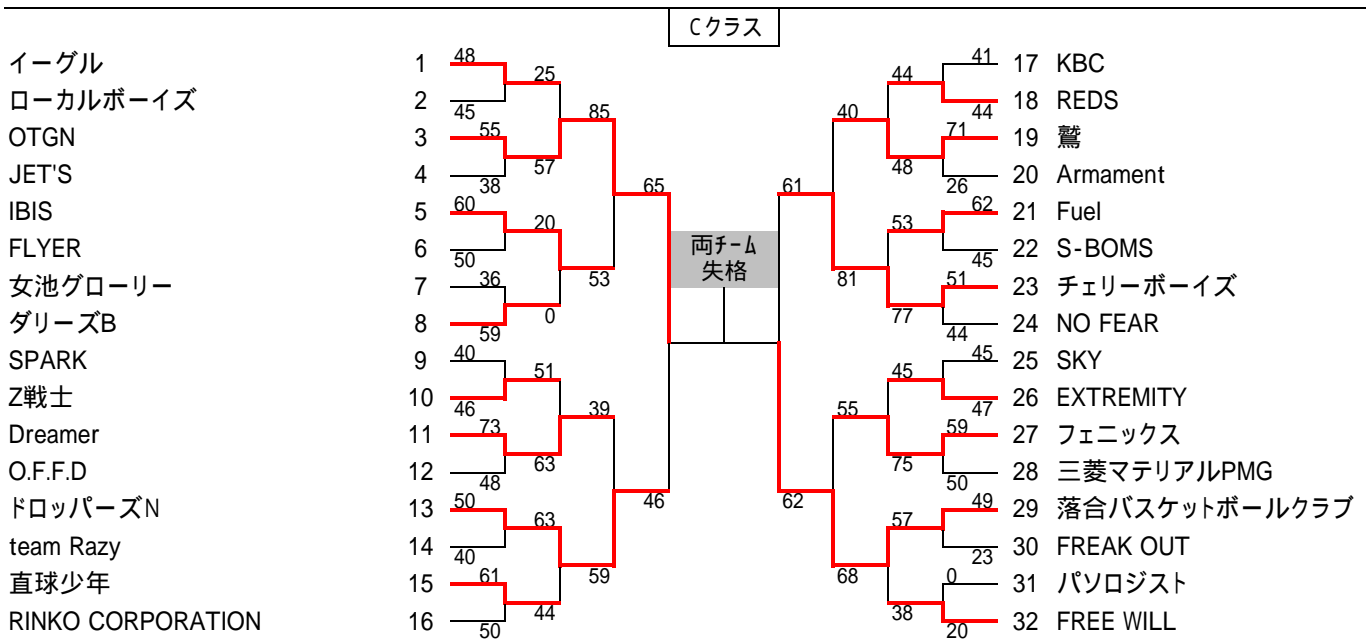 Cクラス
イーグル 1 48 25 44 41 17 KBC
ローカルボーイズ 2 45 85 40 44 18 REDS
OTGN 3 55 71 19 鷲
JET'S 4 38 57 65 61 48 26 20 Armament
IBIS 5 60 20 53 62 21 Fuel
FLYER 6 50 両チーム 45 22 S-BOMS
女池グローリー 7 36 53 失格 81 51 23 チェリーボーイズ
ダリーズB 8 59 0 77 44 24 NO FEAR
SPARK 9 40 51 45 45 25 SKY
Z戦士 10 46 39 55 47 26 EXTREMITY
Dreamer 11 73 59 27 フェニックス
O.F.F.D 12 48 63 75 50 28 三菱マテリアルPMG
ドロッパーズN 13 50 63 46 62 57 49 29 落合バスケットボールクラブ
team Razy 14 40 23 30 FREAK OUT
直球少年 15 61 59 68 0 31 パソロジスト
RINKO CORPORATION 16 50 44 38 20 32 FREE WILL